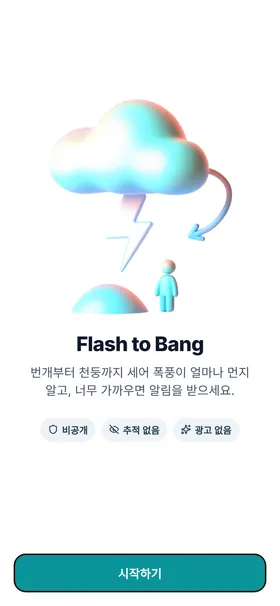 Flash to Bang
번개부터 천둥까지 세어 폭풍이 얼마나 먼지
알고, 너무 가까우면 알림을 받으세요.
비공개
추적 없음
광고 없음
시작하기